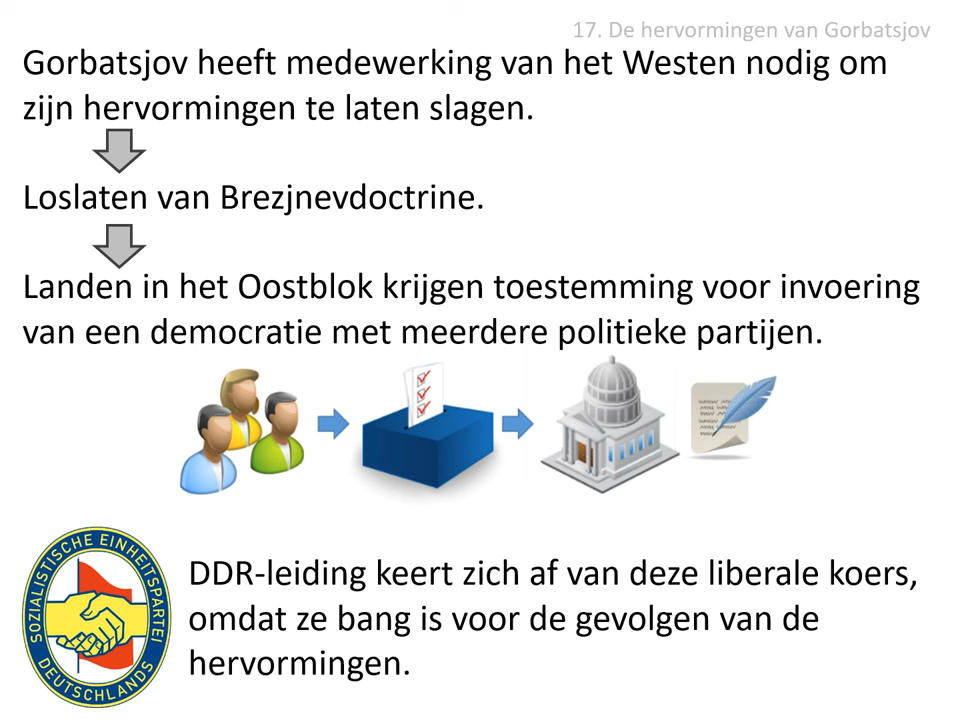 17. De hervormingen van Gorbatsjov
Gorbatsjov heeft medewerking van het Westen nodig om
zijn hervormingen te laten slagen.
Loslaten van Brezjnevdoctrine.
Landen in het Oostblok krijgen toestemming voor invoering
van een democratie met meerdere politieke partijen.
SOZIALISTISCHE EINHEITSPARTEI
DEUTSCHLANDS
DDR-leiding keert zich af van deze liberale koers,
omdat ze bang is voor de gevolgen van de
hervormingen.